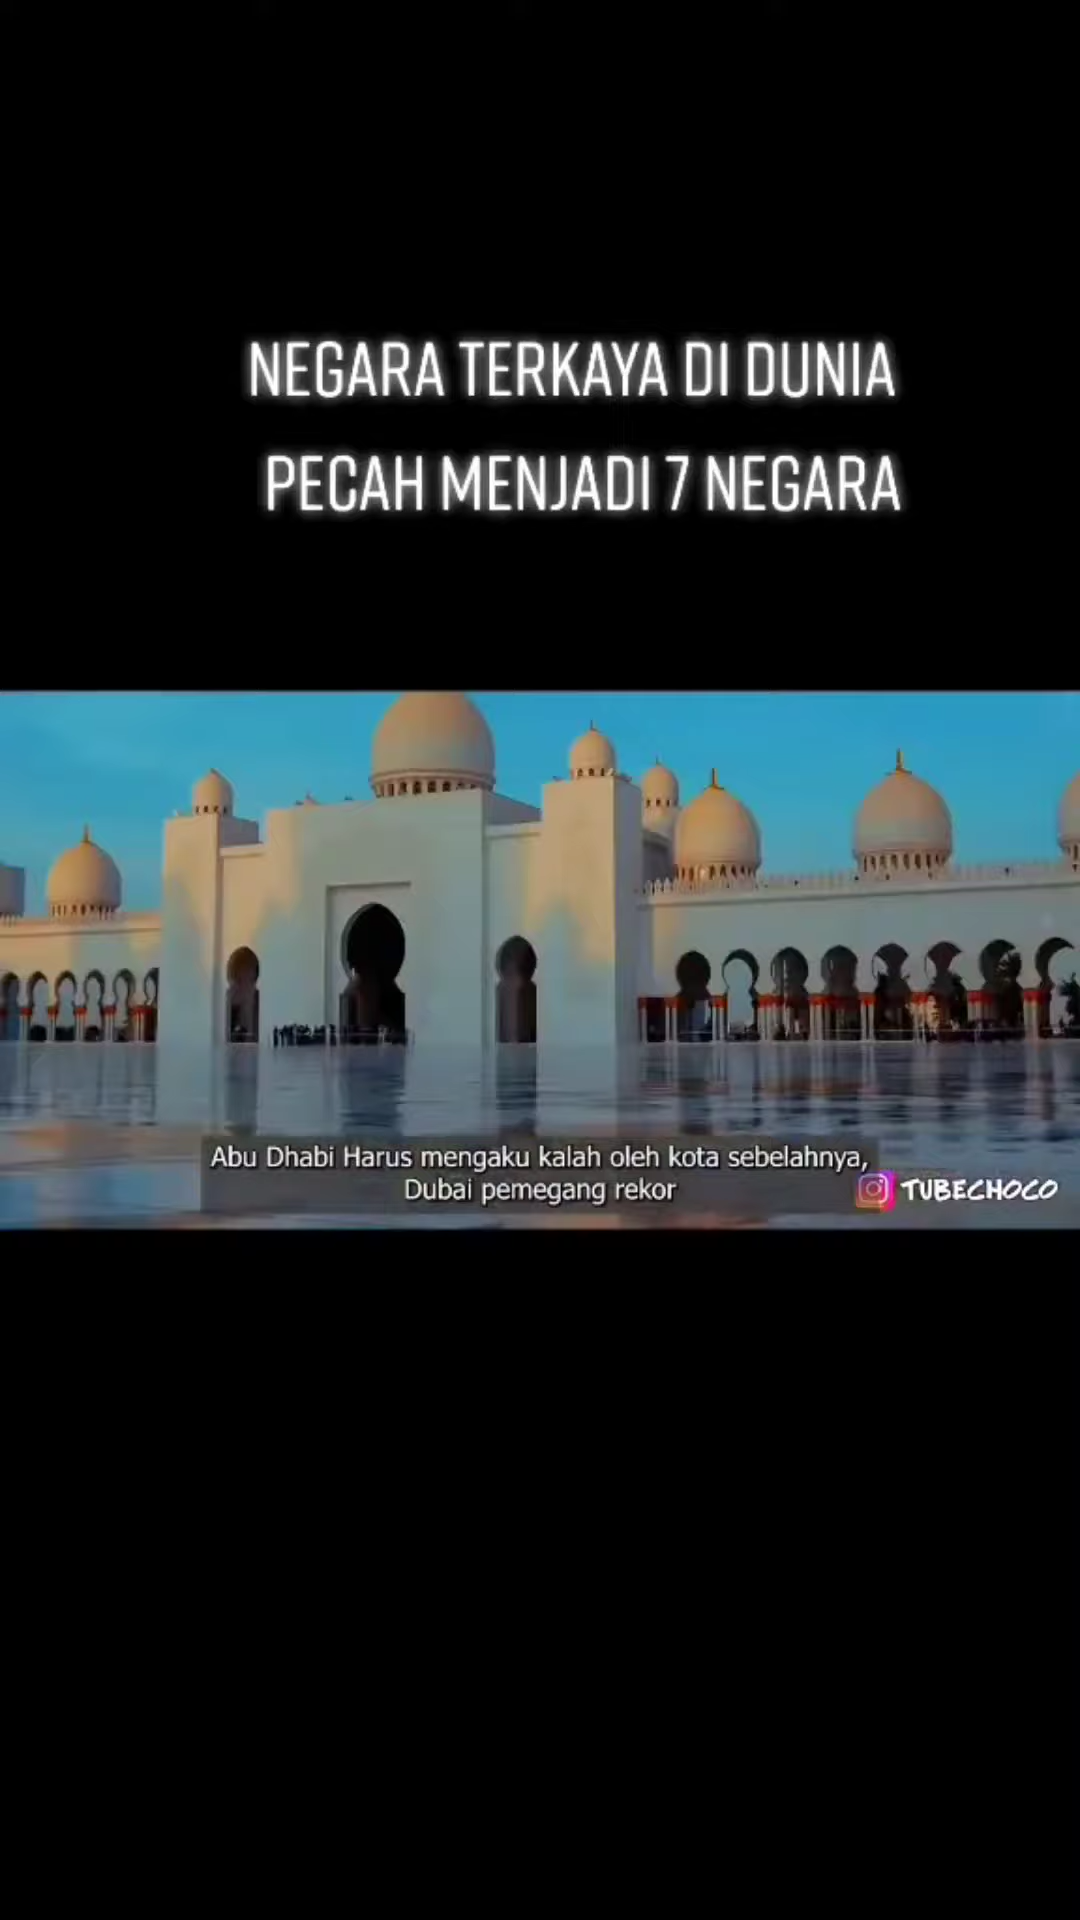 NEGARA TERKAYA DI DUNIA
PECAH MENJADI 7 NEGARA
Abu Dhabi Harus mengaku kalah oleh kota sebelahnya,
Dubai pemegang rekor
TUBECHOCO